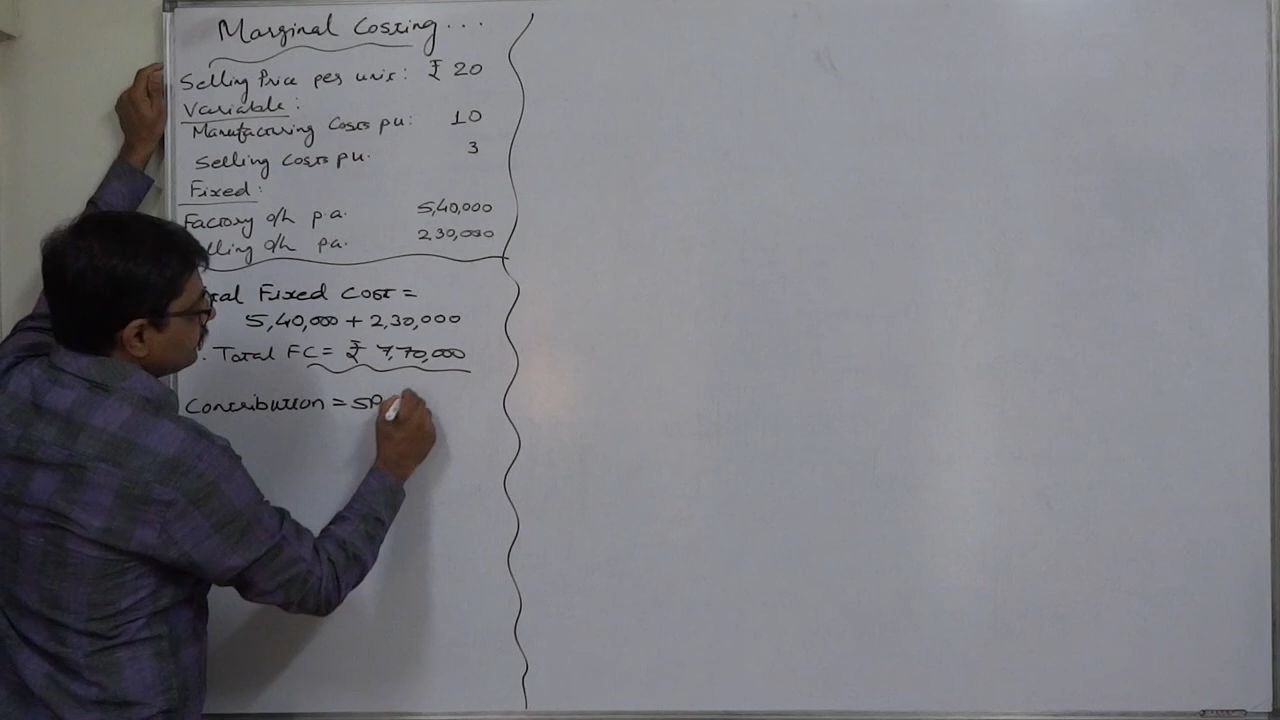 Marginal Costing...
Selling Price per unit: ₹ 20
Variable:
Manufacturing Costs pu: 10
Selling Costs pu. 3
Fixed:
Factory o/h p.a. 5,40,000
o/h pa. 2,30,000
Fixed Cost =
5,40,000 + 2,30,000
Total FC = ₹ 7,70,000
Contribution = SP